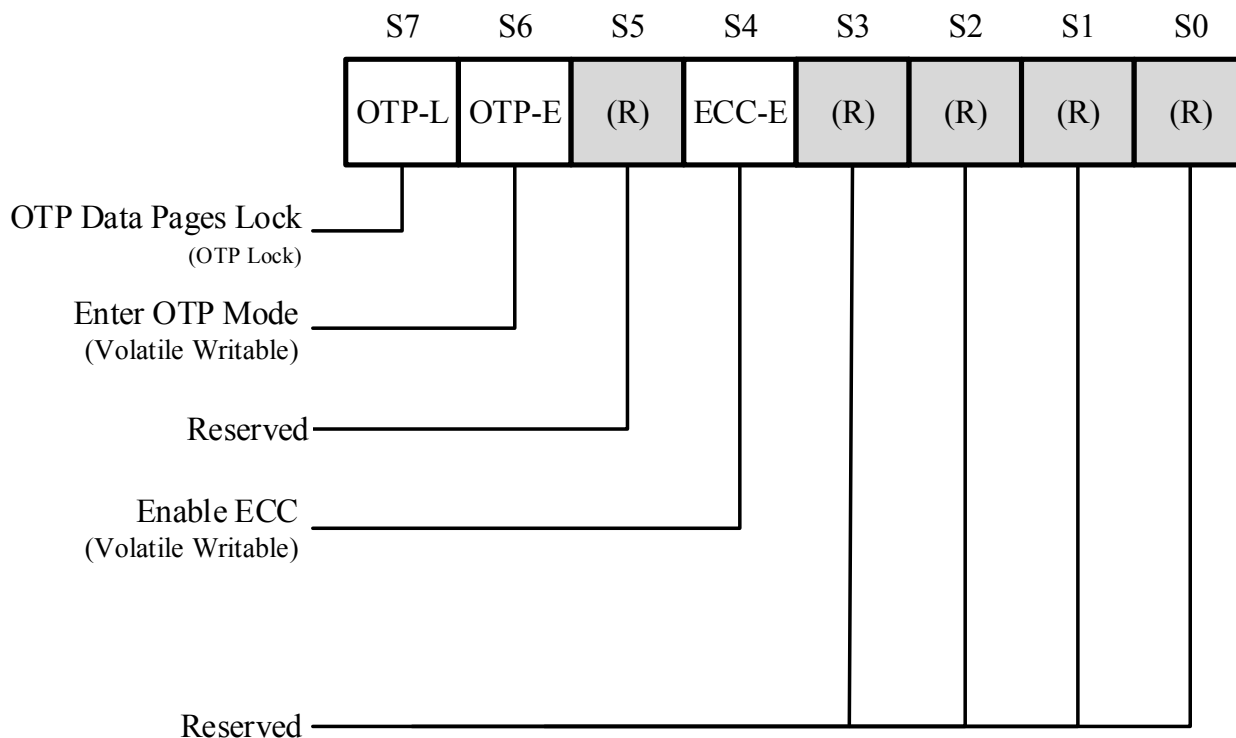 S7 S6 S5 S4 S3 S2 S1 S0
OTP-L OTP-E (R) ECC-E (R) (R) (R) (R)
OTP Data Pages Lock
(OTP Lock)
Enter OTP Mode
(Volatile Writable)
Reserved
Enable ECC
(Volatile Writable)
Reserved